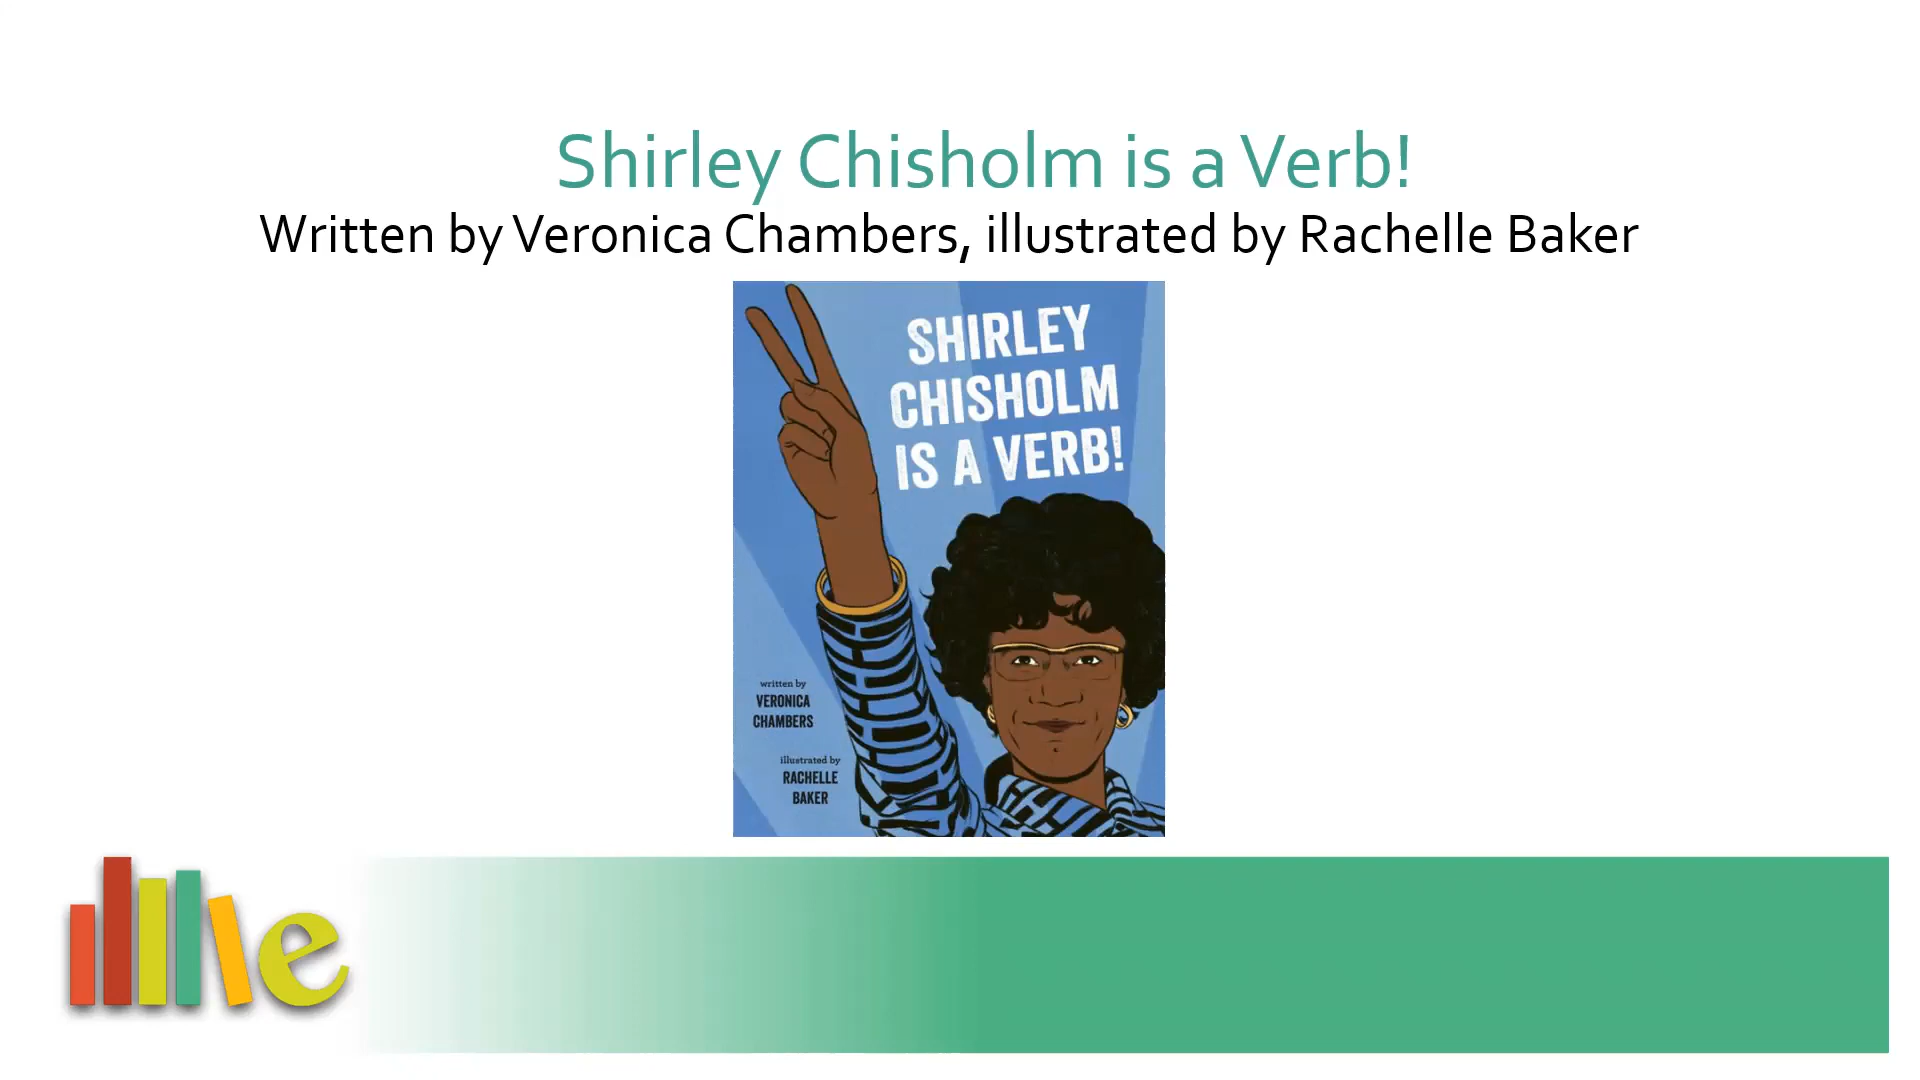 Shirley Chisholm is a Verb!
Written by Veronica Chambers, illustrated by Rachelle Baker
SHIRLEY
CHISHOLM
IS A VERB!
written by
VERONICA
CHAMBERS
illustrated by
RACHELLE
BAKER
e